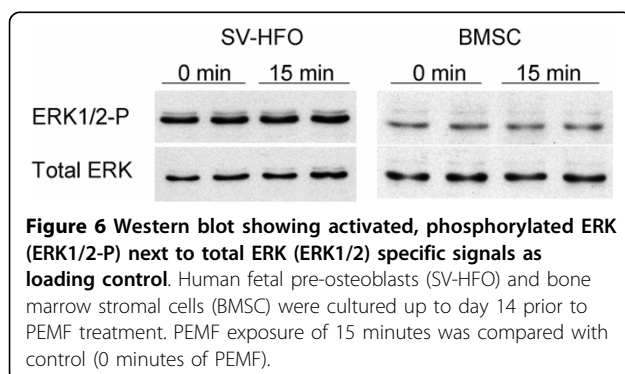 SV-HFO BMSC
0 min 15 min 0 min 15 min
ERK1/2-P
Total ERK
Figure 6 Western blot showing activated, phosphorylated ERK
(ERK1/2-P) next to total ERK (ERK1/2) specific signals as
loading control. Human fetal pre-osteoblasts (SV-HFO) and bone
marrow stromal cells (BMSC) were cultured up to day 14 prior to
PEMF treatment. PEMF exposure of 15 minutes was compared with
control (0 minutes of PEMF).